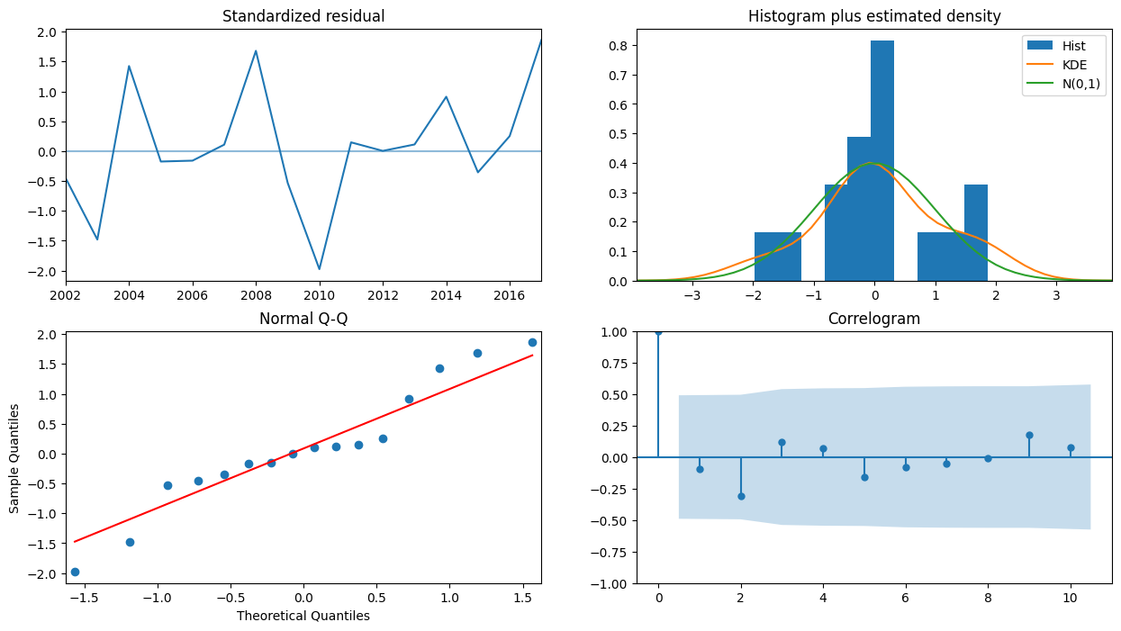 Standardized residual
2.0
1.5
1.0
0.5
0.0
−0.5
−1.0
−1.5
−2.0
2002 2004 2006 2008 2010 2012 2014 2016
Histogram plus estimated density
Hist
KDE
N(0,1)
0.8
0.7
0.6
0.5
0.4
0.3
0.2
0.1
0.0
−3 −2 −1 0 1 2 3
Normal Q-Q
Sample Quantiles
2.0
1.5
1.0
0.5
0.0
−0.5
−1.0
−1.5
−2.0
−1.5 −1.0 −0.5 0.0 0.5 1.0 1.5
Theoretical Quantiles
Correlogram
1.00
0.75
0.50
0.25
0.00
−0.25
−0.50
−0.75
−1.00
0 2 4 6 8 10